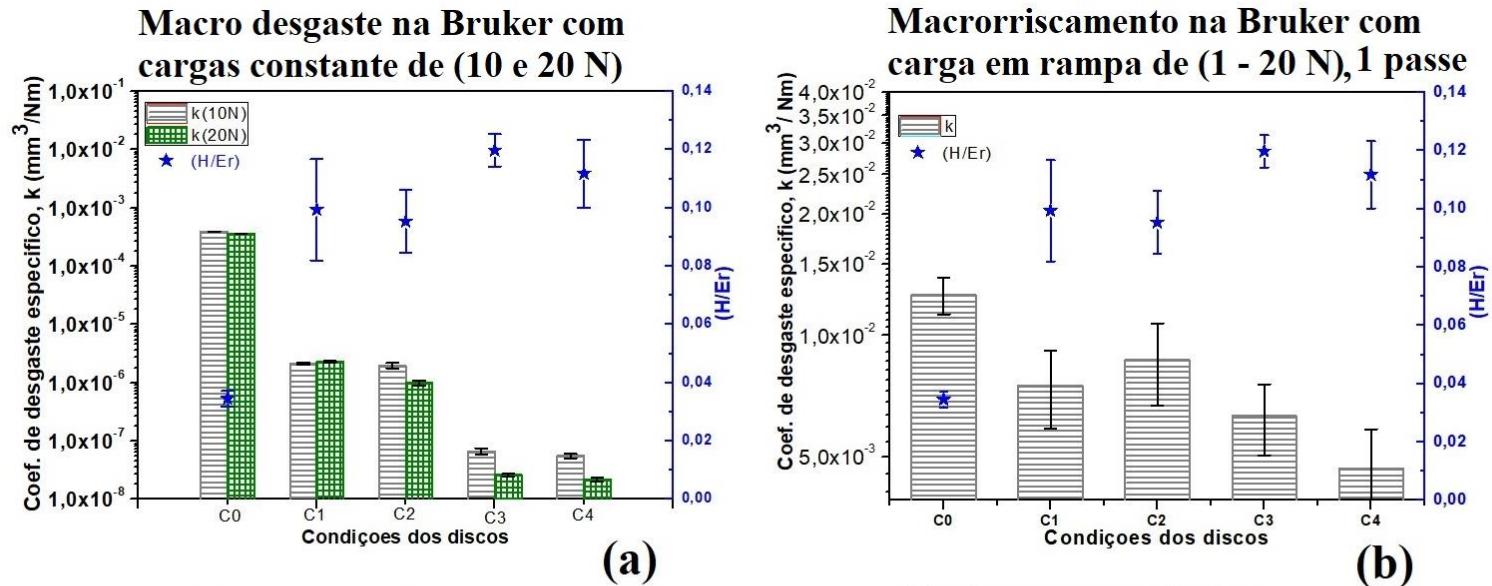 Macro desgaste na Bruker com
cargas constante de (10 e 20 N)
Coef. de desgaste especifico, k (mm³/Nm)
1,0x10⁻¹
1,0x10⁻²
1,0x10⁻³
1,0x10⁻⁴
1,0x10⁻⁵
1,0x10⁻⁶
1,0x10⁻⁷
1,0x10⁻⁸
k(10N)
k(20N)
(H/Er)
0,14
0,12
0,10
0,08
0,06
0,04
0,02
0,00
(H/Er)
C0 C1 C2 C3 C4
Condiçoes dos discos
(a)
Macrorriscamento na Bruker com
carga em rampa de (1 - 20 N), 1 passe
Coef. de desgaste específico, k (mm³/ Nm)
4,0x10⁻²
3,5x10⁻²
3,0x10⁻²
2,5x10⁻²
2,0x10⁻²
1,5x10⁻²
1,0x10⁻²
5,0x10⁻³
k
(H/Er)
0,14
0,12
0,10
0,08
0,06
0,04
0,02
0,00
(H/Er)
C0 C1 C2 C3 C4
Condiçoes dos discos
(b)